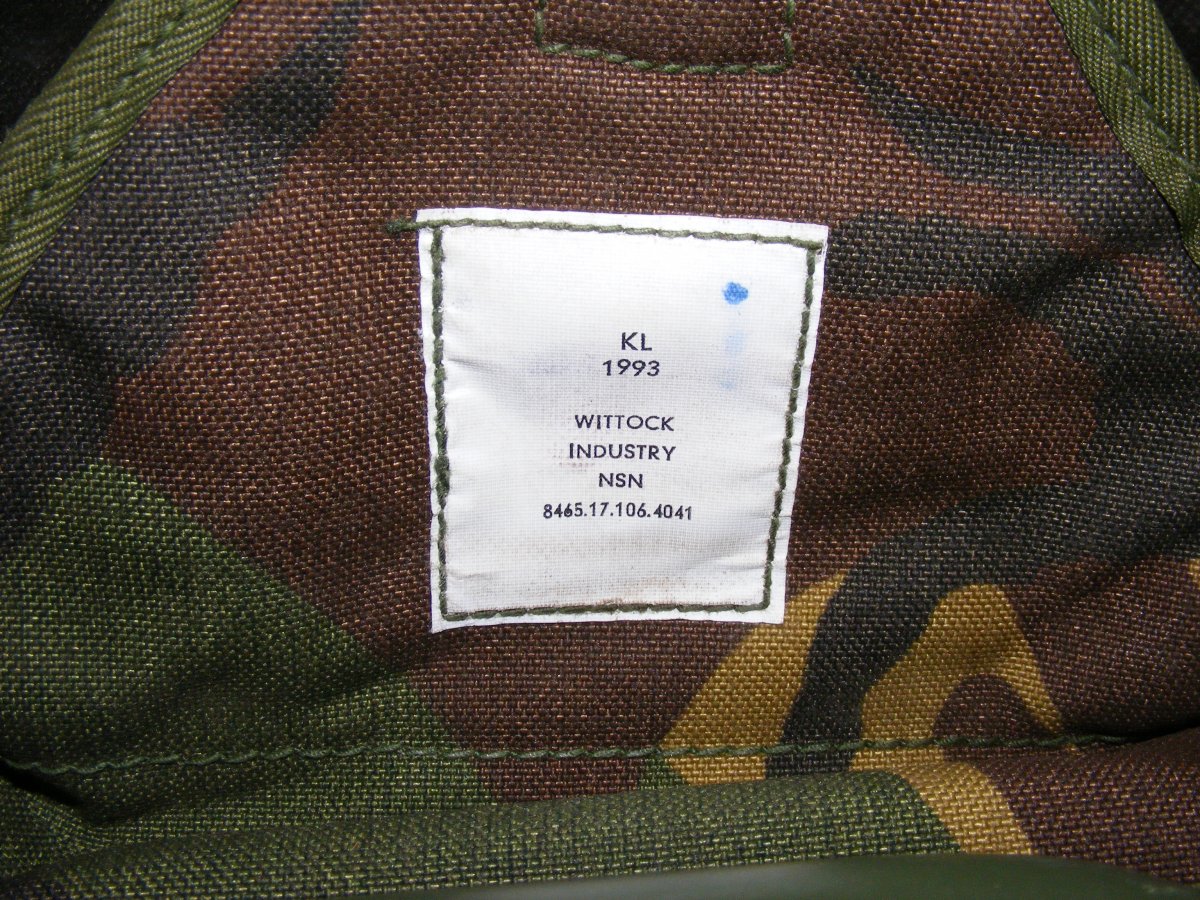 KL
1993
WITTOCK
INDUSTRY
NSN
8465.17.106.4041